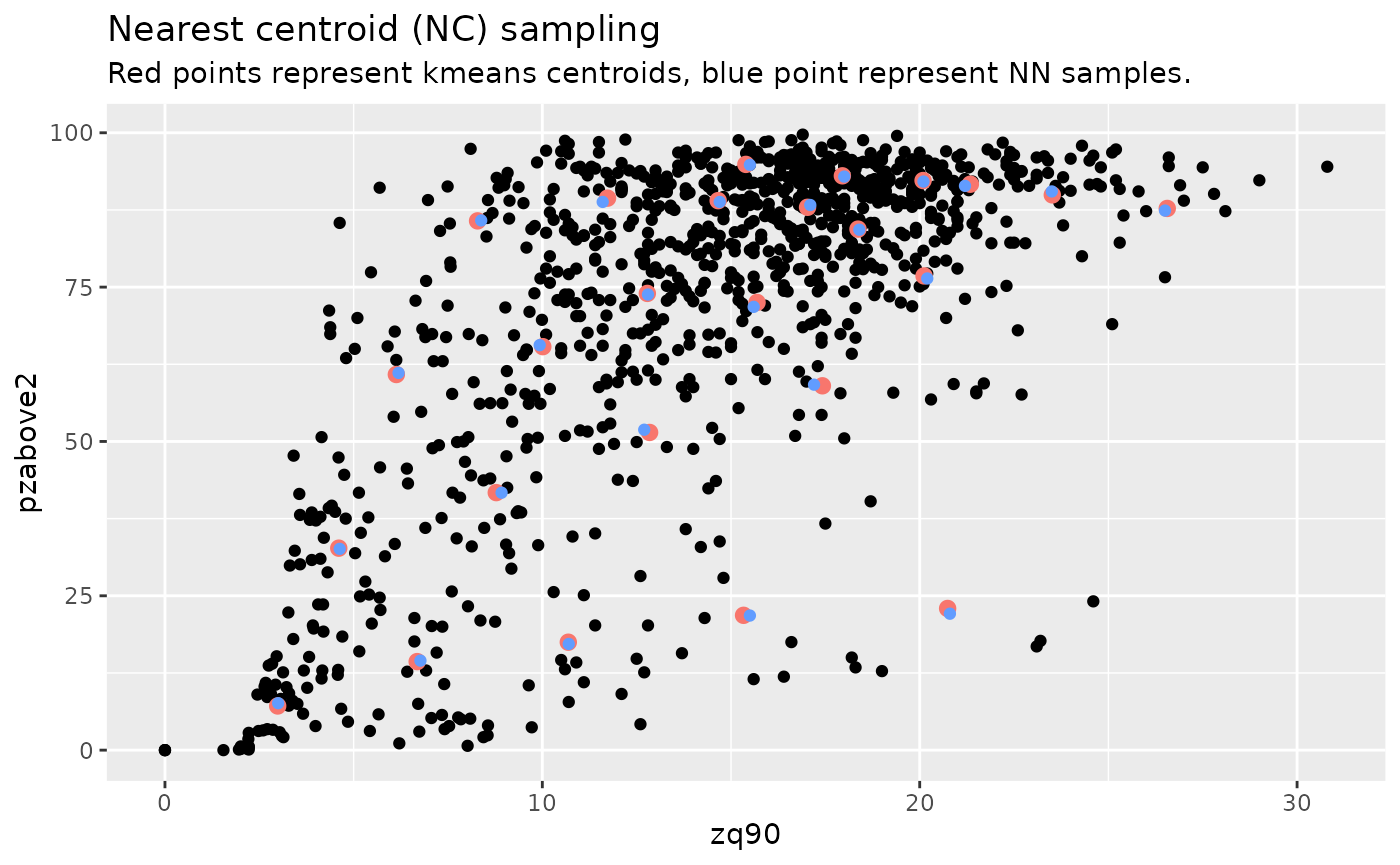 Nearest centroid (NC) sampling
Red points represent kmeans centroids, blue point represent NN samples.
100
75
50
25
0
pzabove2
0
10
20
30
zq90